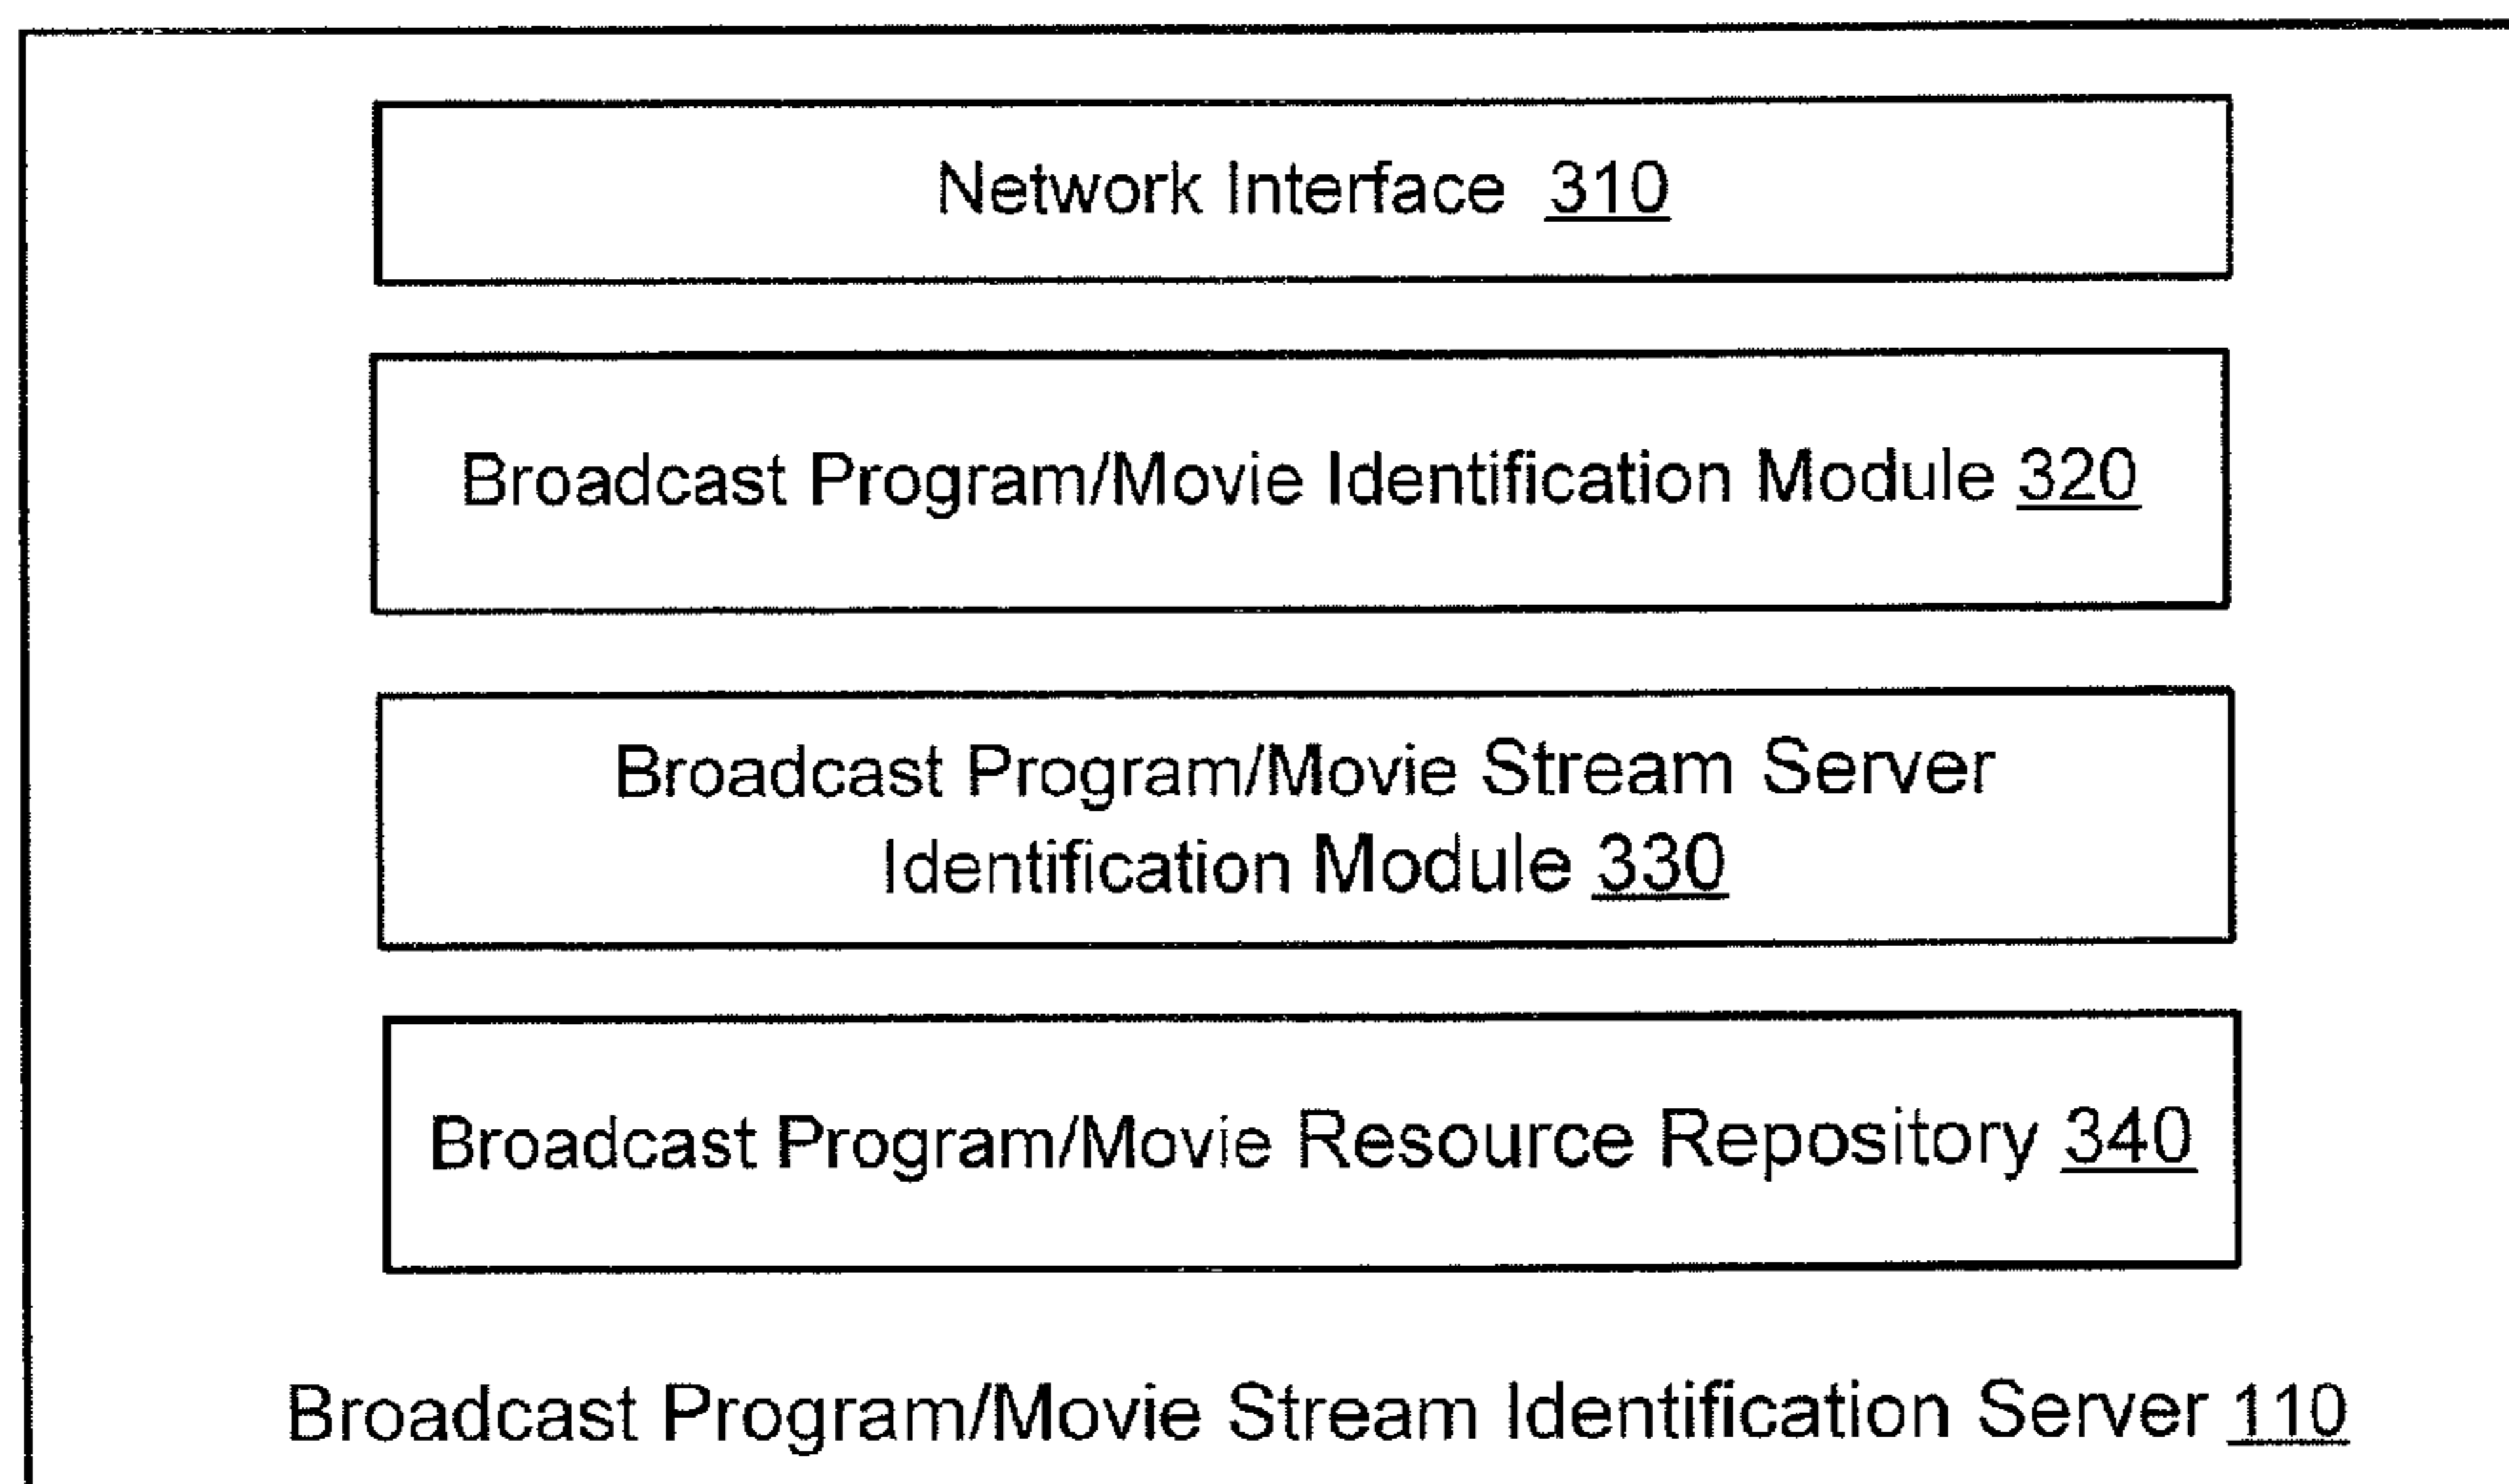 Network Interface 310
Broadcast Program/Movie Identification Module 320
Broadcast Program/Movie Stream Server
Identification Module 330
Broadcast Program/Movie Resource Repository 340
Broadcast Program/Movie Stream Identification Server 110